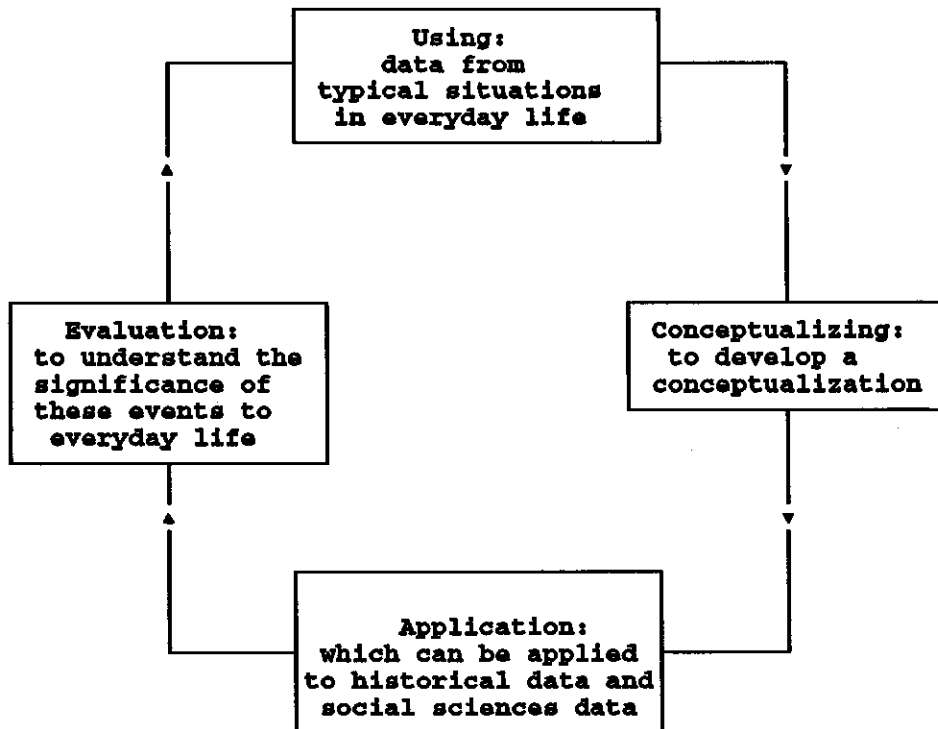 Using:
data from
typical situations
in everyday life
Conceptualizing:
to develop a
conceptualization
Application:
which can be applied
to historical data and
social sciences data
Evaluation:
to understand the
significance of
these events to
everyday life